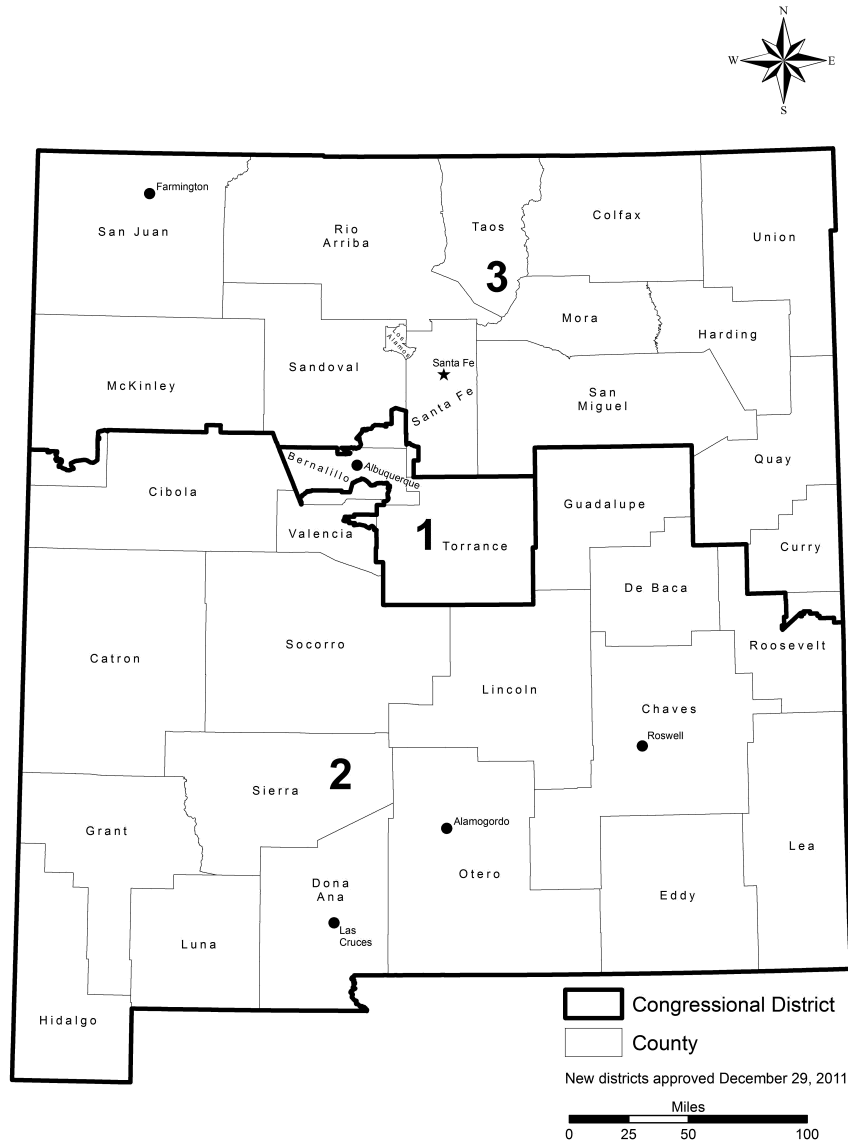 N
W
E
S
Farmington
San Juan
Rio
Arriba
Taos
Colfax
Union
3
Mora
Harding
Los
Alamos
Sandoval
Santa Fe
Santa Fe
McKinley
San
Miguel
Quay
Bernalillo
Albuquerque
Cibola
Guadalupe
Valencia
1
Torrance
Curry
De Baca
Roosevelt
Catron
Socorro
Lincoln
Chaves
Roswell
2
Sierra
Grant
Alamogordo
Otero
Lea
Dona
Ana
Eddy
Las
Cruces
Luna
Hidalgo
Congressional District
County
New districts approved December 29, 2011
Miles
0 25 50 100